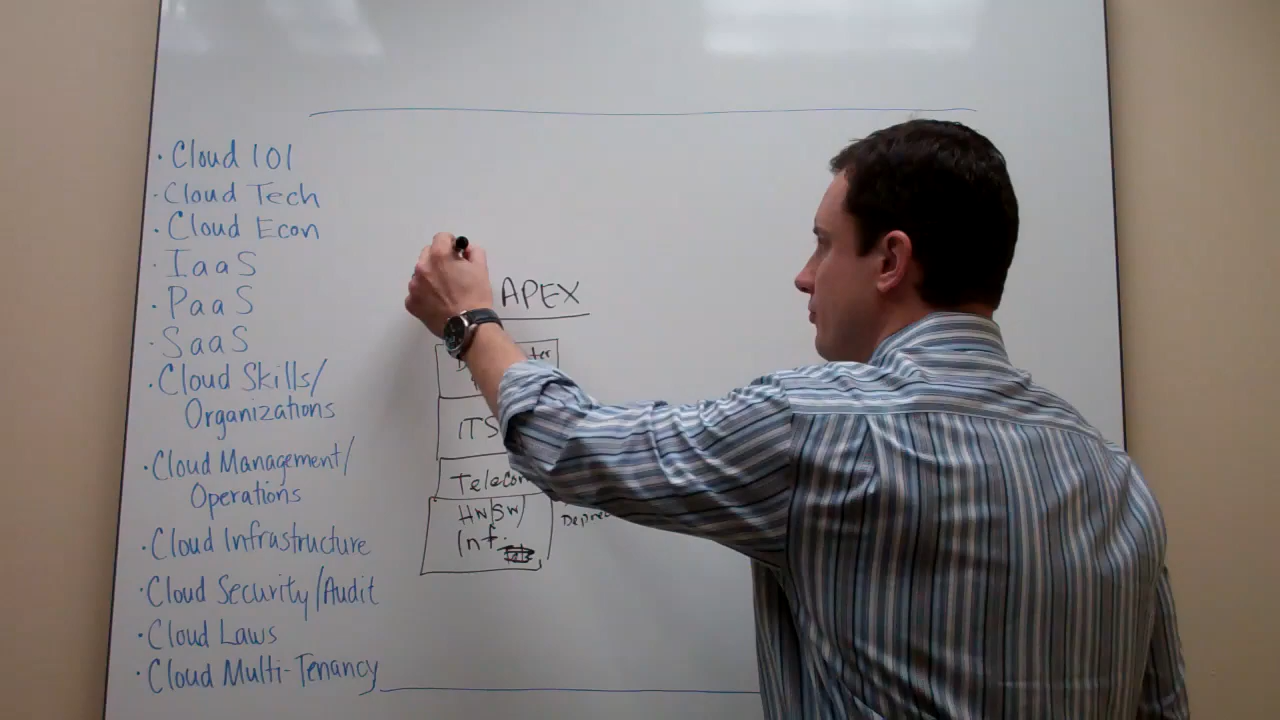 · Cloud 101
· Cloud Tech
· Cloud Econ
· IaaS
· PaaS
· SaaS
· Cloud Skills/
Organizations
· Cloud Management/
Operations
· Cloud Infrastructure
· Cloud Security/Audit
· Cloud Laws
· Cloud Multi-Tenancy
APEX
ITS
Telecom
HW/SW/
Inf.